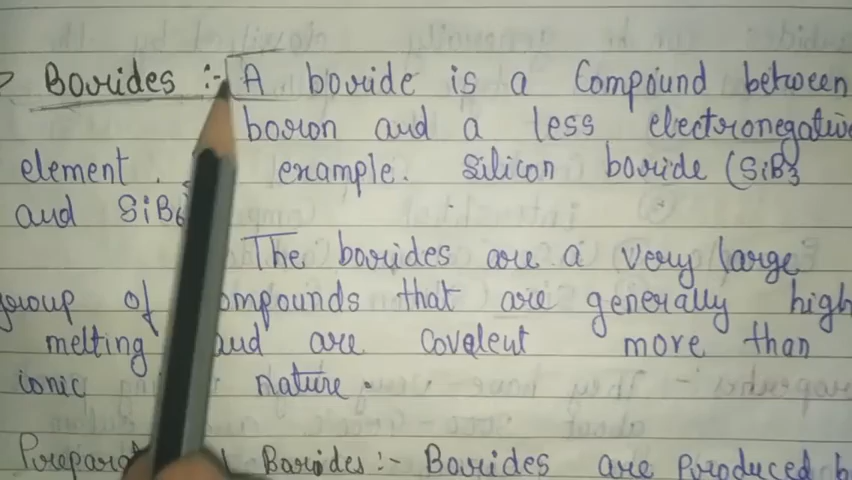 Borides :- A boride is a Compound between
boron and a less electronegative
element. example. Silicon boride (SiB3
and SiB6
The borides are a very large
group of compounds that are generally high
melting and are covalent more than
ionic nature.
Borides:- Borides are produced